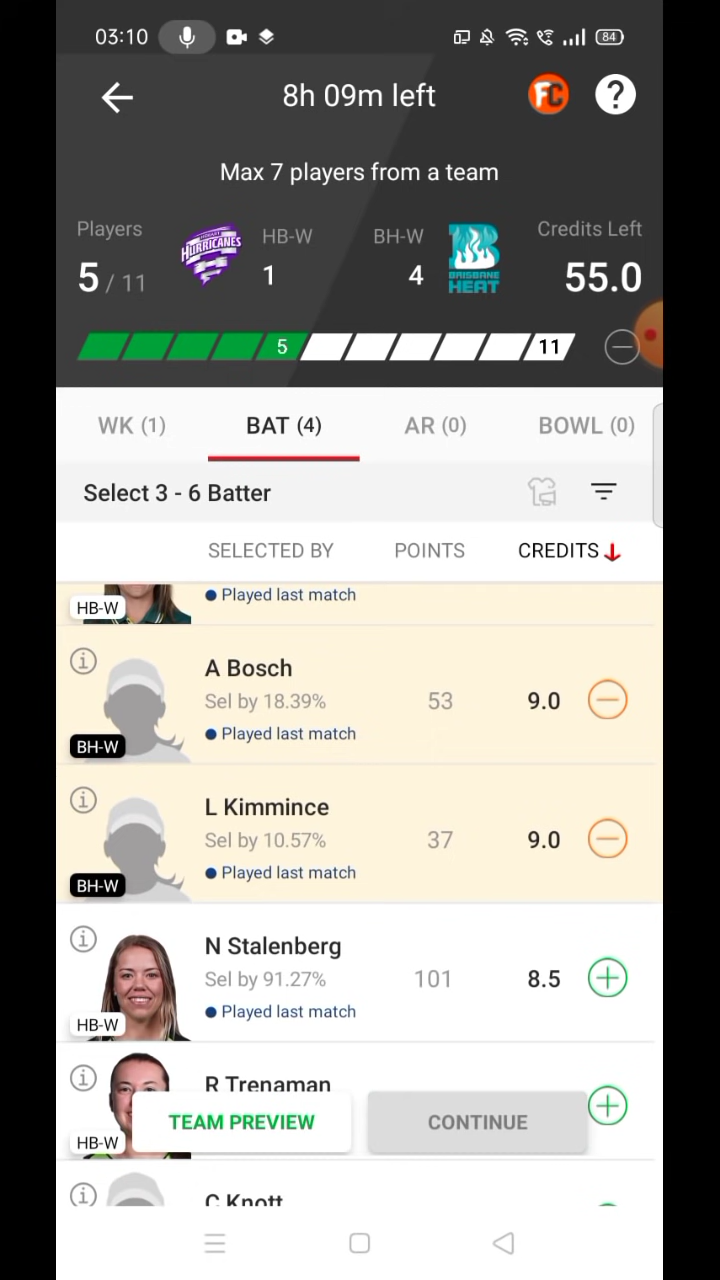 03:10 84
8h 09m left FC ?
Max 7 players from a team
Players HB-W BH-W Credits Left
5 / 11 HURRICANES 1 4 BRISBANE HEAT 55.0
5 11
WK (1) BAT (4) AR (0) BOWL (0)
Select 3 - 6 Batter
SELECTED BY POINTS CREDITS
HB-W Played last match
A Bosch
Sel by 18.39% 53 9.0
BH-W Played last match
L Kimmince
Sel by 10.57% 37 9.0
BH-W Played last match
N Stalenberg
Sel by 91.27% 101 8.5
HB-W Played last match
R Trenaman
TEAM PREVIEW CONTINUE
HB-W
C Knott